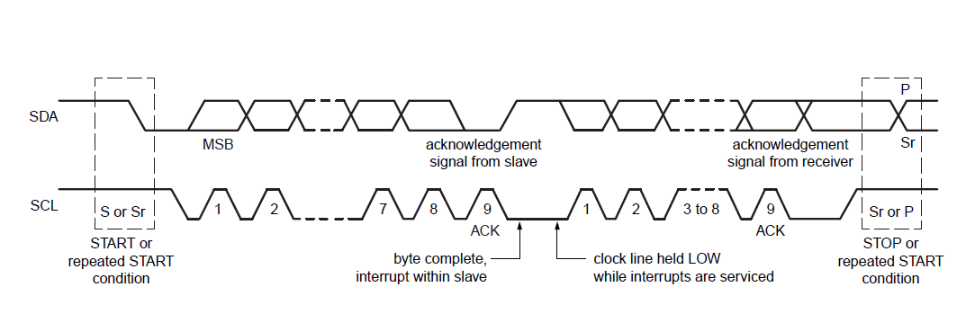 SDA
P
MSB
acknowledgement
signal from slave
acknowledgement
signal from receiver
Sr
SCL
S or Sr
1
2
7
8
9
1
2
3 to 8
9
Sr or P
ACK
ACK
START or
repeated START
condition
byte complete,
interrupt within slave
clock line held LOW
while interrupts are serviced
STOP or
repeated START
condition